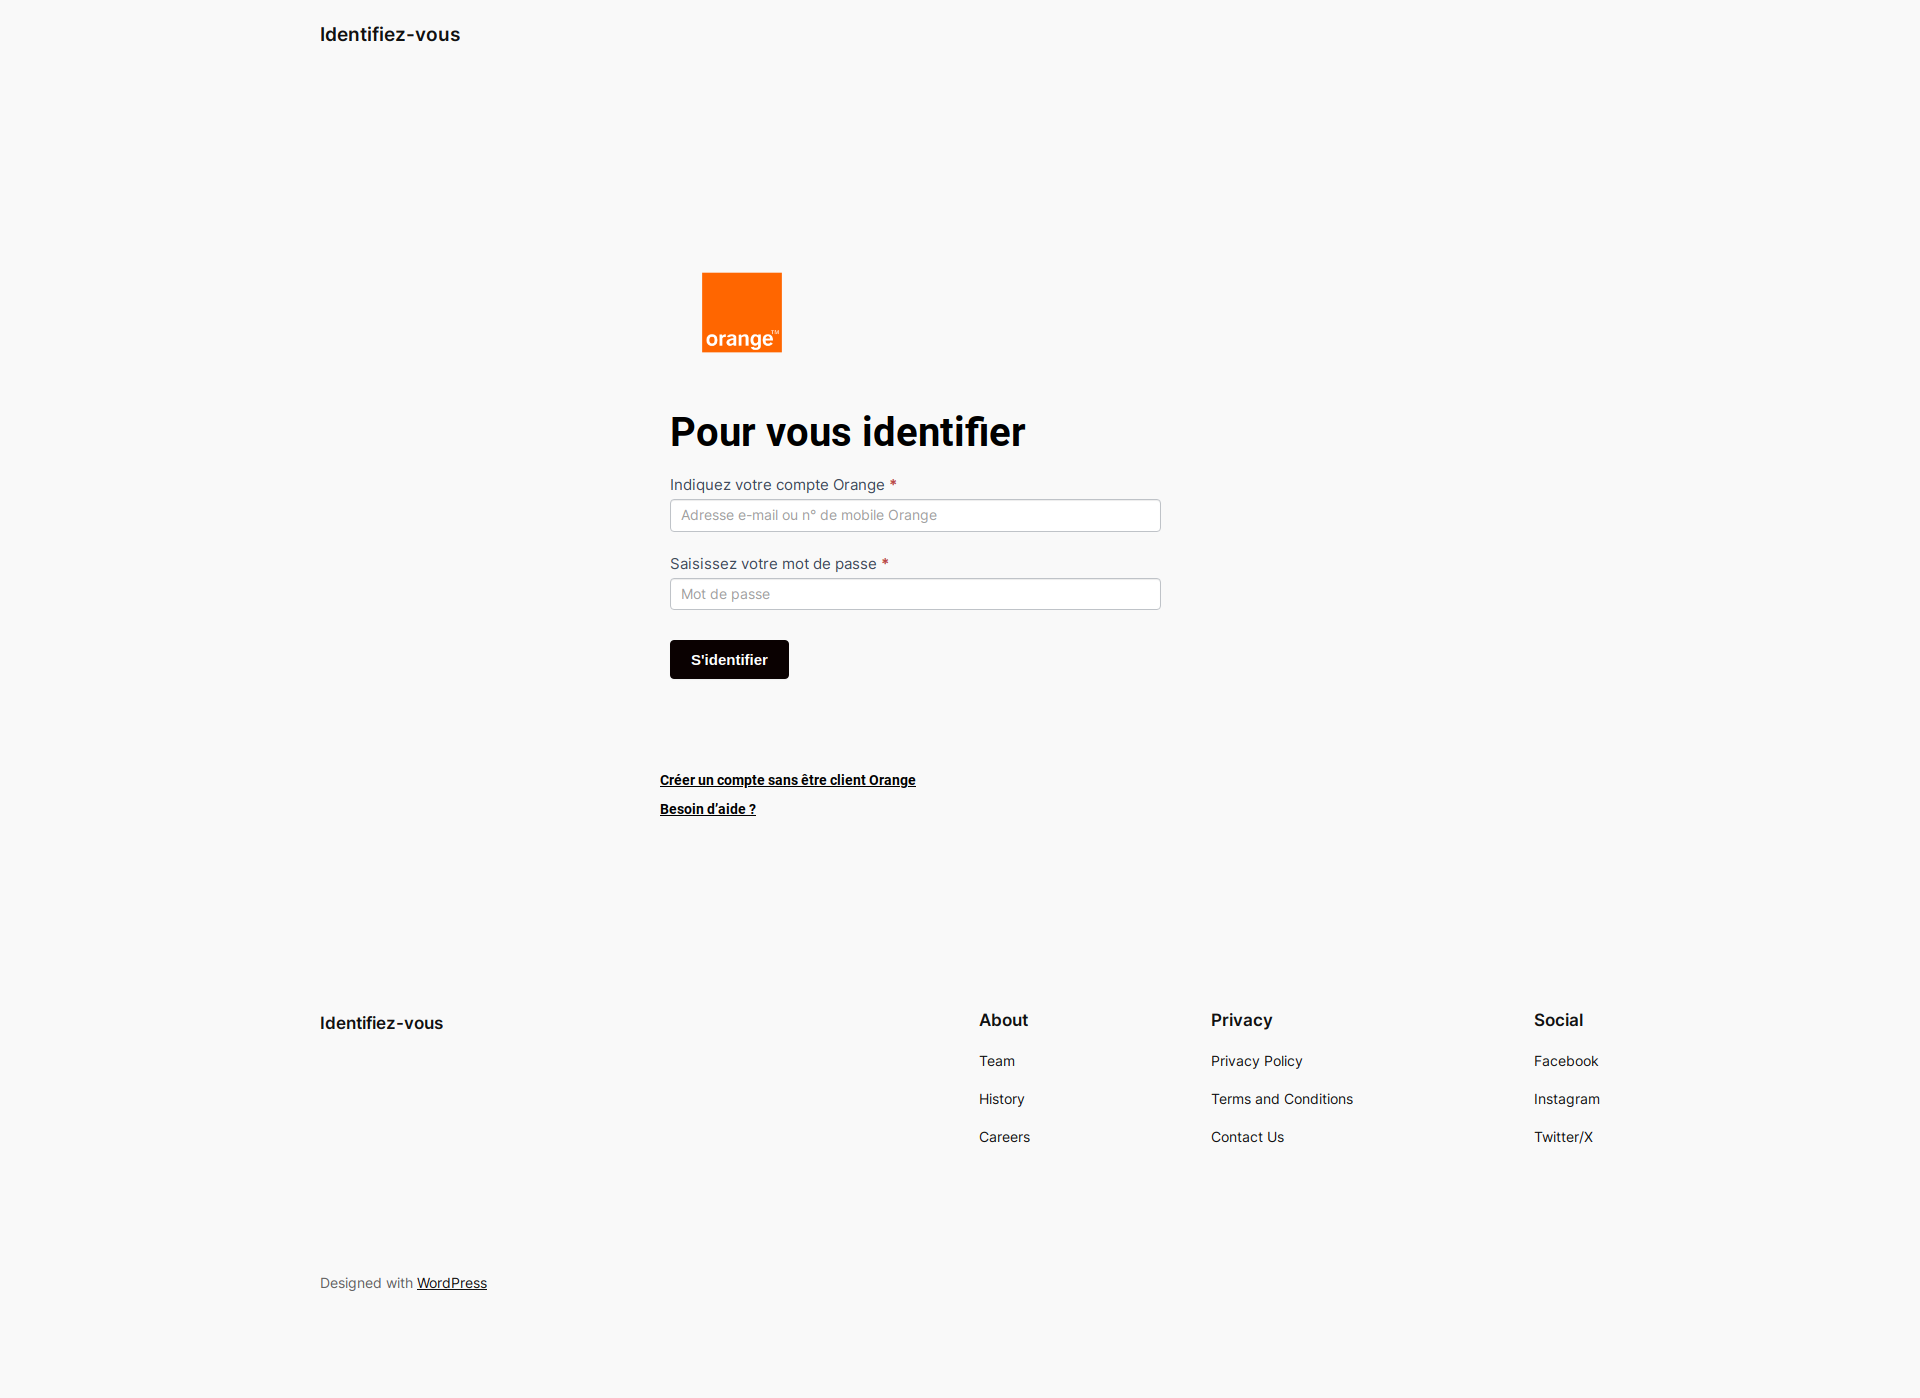 Identifiez-vous
orange™
Pour vous identifier
Indiquez votre compte Orange *
Adresse e-mail ou n° de mobile Orange
Saisissez votre mot de passe *
Mot de passe
S'identifier
Créer un compte sans être client Orange
Besoin d’aide ?
Identifiez-vous
About
Team
History
Careers
Privacy
Privacy Policy
Terms and Conditions
Contact Us
Social
Facebook
Instagram
Twitter/X
Designed with WordPress